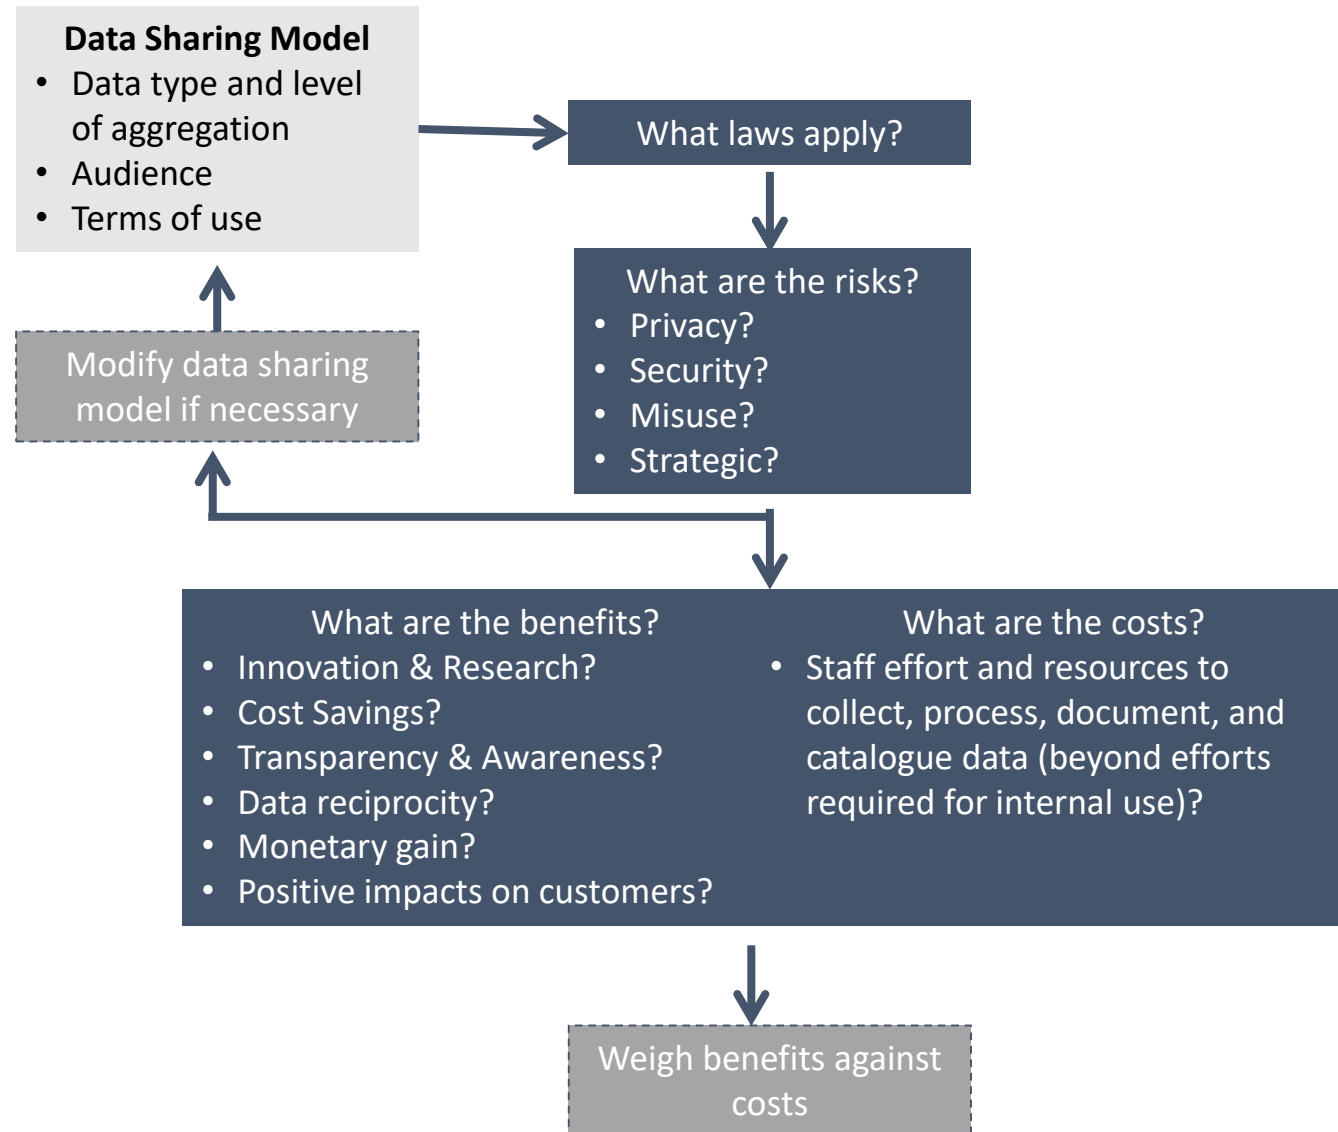 Data Sharing Model
• Data type and level
of aggregation
• Audience
• Terms of use
What laws apply?
What are the risks?
• Privacy?
• Security?
• Misuse?
• Strategic?
Modify data sharing
model if necessary
What are the benefits?
• Innovation & Research?
• Cost Savings?
• Transparency & Awareness?
• Data reciprocity?
• Monetary gain?
• Positive impacts on customers?
What are the costs?
• Staff effort and resources to
collect, process, document, and
catalogue data (beyond efforts
required for internal use)?
Weigh benefits against
costs